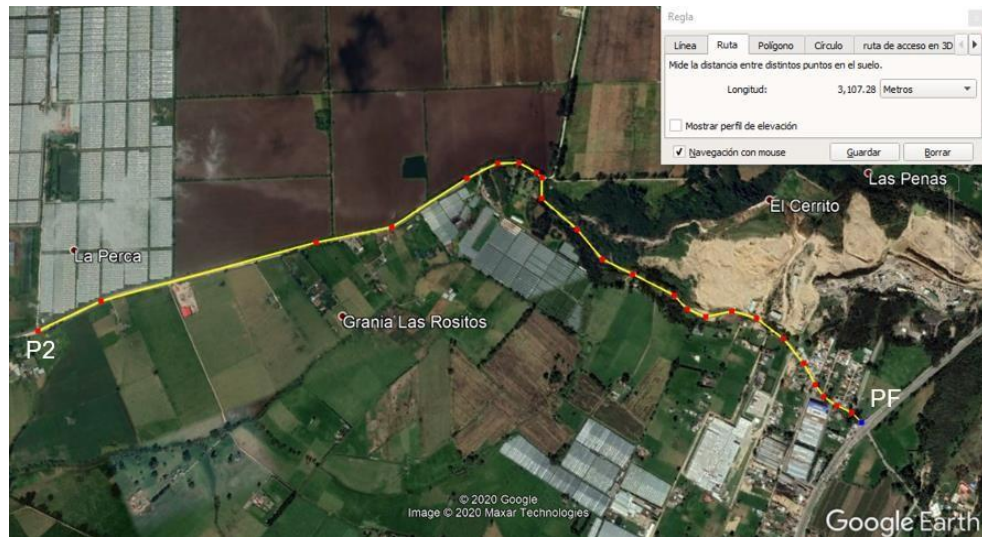 Regla
Línea Ruta Polígono Círculo ruta de acceso en 3D
Mide la distancia entre distintos puntos en el suelo.
Longitud: 3,107.28 Metros
Mostrar perfil de elevación
Navegación con mouse Guardar Borrar
Las Penas
El Cerrito
La Perca
Grania Las Rositos
P2
PF
© 2020 Google
Image © 2020 Maxar Technologies
Google Earth